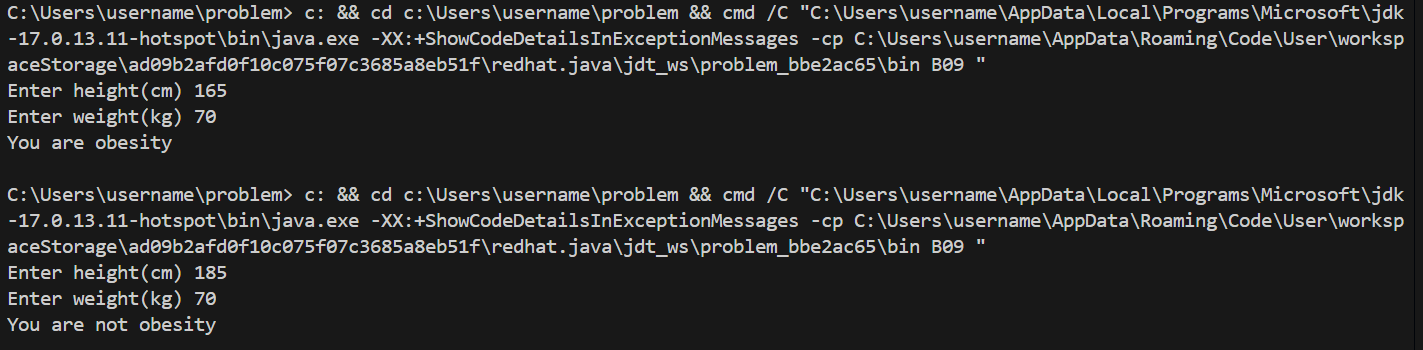 C:\Users\username\problem> c: && cd c:\Users\username\problem && cmd /C "C:\Users\username\AppData\Local\Programs\Microsoft\jdk
-17.0.13.11-hotspot\bin\java.exe -XX:+ShowCodeDetailsInExceptionMessages -cp C:\Users\username\AppData\Roaming\Code\User\worksp
aceStorage\ad09b2afd0f10c075f07c3685a8eb51f\redhat.java\jdt_ws\problem_bbe2ac65\bin B09 "
Enter height(cm) 165
Enter weight(kg) 70
You are obesity
C:\Users\username\problem> c: && cd c:\Users\username\problem && cmd /C "C:\Users\username\AppData\Local\Programs\Microsoft\jdk
-17.0.13.11-hotspot\bin\java.exe -XX:+ShowCodeDetailsInExceptionMessages -cp C:\Users\username\AppData\Roaming\Code\User\worksp
aceStorage\ad09b2afd0f10c075f07c3685a8eb51f\redhat.java\jdt_ws\problem_bbe2ac65\bin B09 "
Enter height(cm) 185
Enter weight(kg) 70
You are not obesity